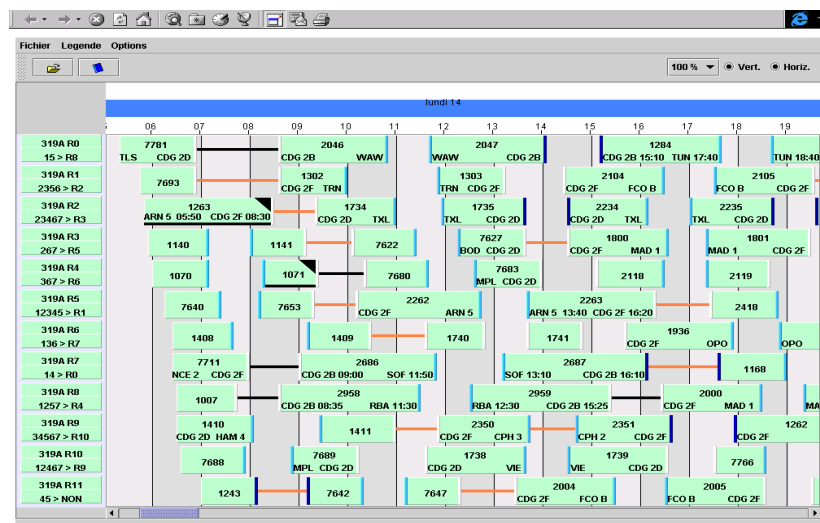 Fichier Legende Options
100 % Vert. Horiz.
lundi 14
06 07 08 09 10 11 12 13 14 15 16 17 18 19
319A R0 7781 2046 2047 1284
15 > R8 TLS CDG 2D CDG 2B WAW WAW CDG 2B CDG 2B 15:10 TUN 17:40 TUN 18:40
319A R1 7693 1302 1303 2104 2105
2356 > R2 CDG 2F TRN TRN CDG 2F CDG 2F FCO B FCO B CDG 2F
319A R2 1263 1734 1735 2234 2235
23467 > R3 ARN 5 05:50 CDG 2F 08:30 CDG 2D TXL TXL CDG 2D CDG 2D TXL TXL CDG 2D
319A R3 1140 1141 7622 7627 1800 1801
267 > R5 BOD CDG 2D CDG 2F MAD 1 MAD 1 CDG 2F
319A R4 1070 1071 7680 7683 2118 2119
367 > R6 MPL CDG 2D
319A R5 7640 7653 2262 2263 2418
12345 > R1 CDG 2F ARN 5 ARN 5 13:40 CDG 2F 16:20
319A R6 1408 1409 1740 1741 1936
136 > R7 CDG 2F OPO OPO
319A R7 7711 2686 2687 1168
14 > R0 NCE 2 CDG 2F CDG 2B 09:00 SOF 11:50 SOF 13:10 CDG 2B 16:10
319A R8 1007 2958 2959 2000
1257 > R4 CDG 2B 08:35 RBA 11:30 RBA 12:30 CDG 2B 15:25 CDG 2F MAD 1 MA
319A R9 1410 1411 2350 2351 1262
34567 > R10 CDG 2D HAM 4 CDG 2F CPH 3 CPH 2 CDG 2F CDG 2F
319A R10 7688 7689 1738 1739 7766
12467 > R9 MPL CDG 2D CDG 2D VIE VIE CDG 2D
319A R11 1243 7642 7647 2004 2005
45 > NON CDG 2F FCO B FCO B CDG 2F